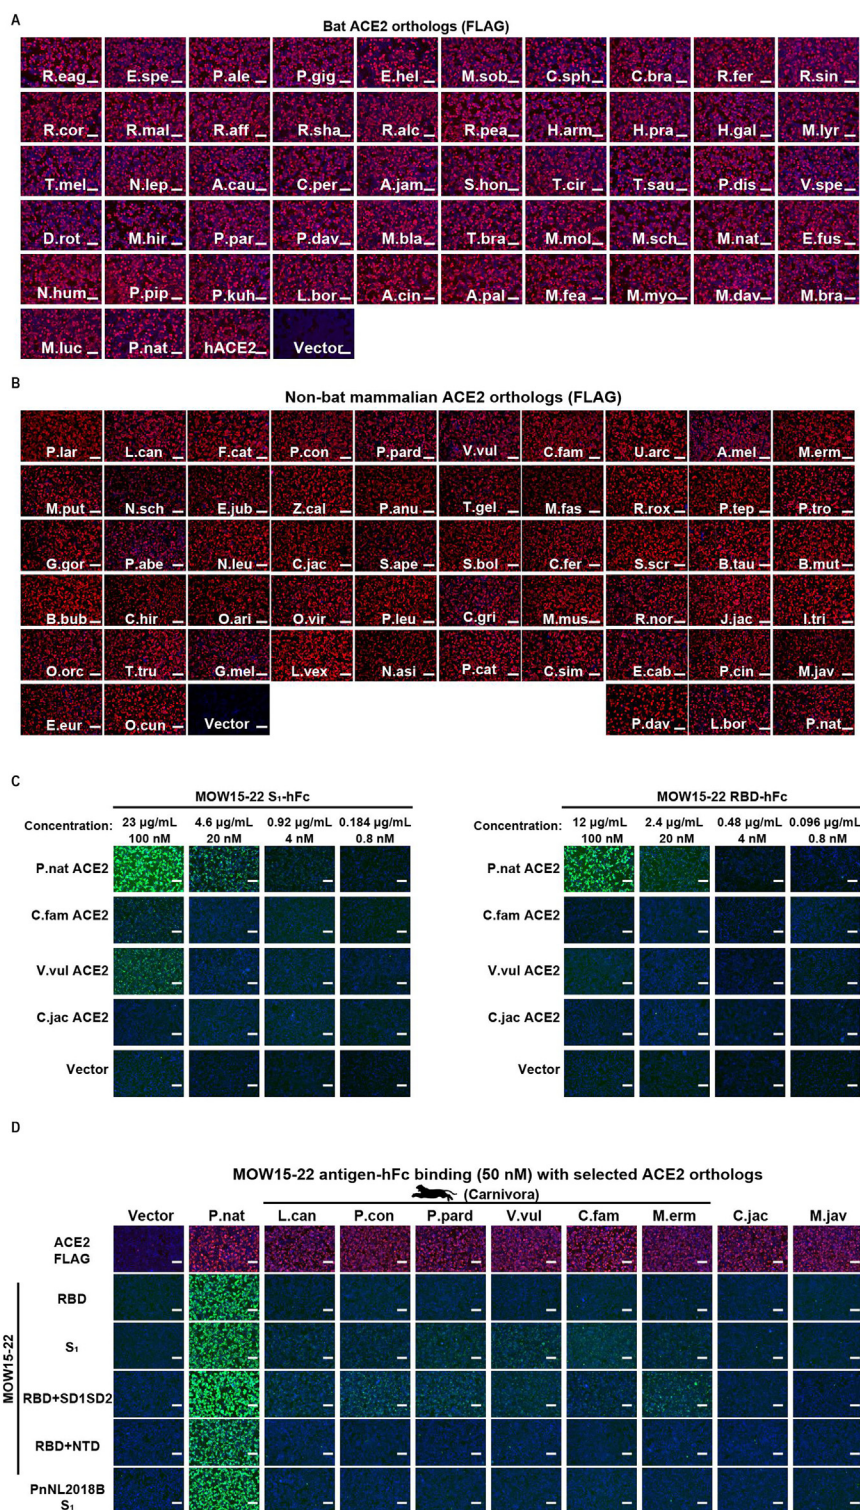 A
Bat ACE2 orthologs (FLAG)
R.eag E.spe P.ale P.gig E.hel M.sob C.sph C.bra R.fer R.sin
R.cor R.mal R.aff R.sha R.alc R.pea H.arm H.pra H.gal M.lyr
T.mel N.lep A.cau C.per A.jam S.hon T.cir T.sau P.dis V.spe
D.rot M.hir P.par P.dav M.bla T.bra M.mol M.sch M.nat E.fus
N.hum P.pip P.kuh L.bor A.cin A.pal M.fea M.myo M.dav M.bra
M.luc P.nat hACE2 Vector
B
Non-bat mammalian ACE2 orthologs (FLAG)
P.lar L.can F.cat P.con P.pard V.vul C.fam U.arc A.mel M.erm
M.put N.sch E.jub Z.cal P.anu T.gel M.fas R.rox P.tep P.tro
G.gor P.abe N.leu C.jac S.ape S.bol C.fer S.scr B.tau B.mut
B.bub C.hir O.ari O.vir P.leu C.gri M.mus R.nor J.jac I.tri
O.orc T.tru G.mel L.vex N.asi P.cat C.sim E.cab P.cin M.jav
E.eur O.cun Vector P.dav L.bor P.nat
C
MOW15-22 S₁-hFc
Concentration: 23 µg/mL 4.6 µg/mL 0.92 µg/mL 0.184 µg/mL
100 nM 20 nM 4 nM 0.8 nM
P.nat ACE2
C.fam ACE2
V.vul ACE2
C.jac ACE2
Vector
MOW15-22 RBD-hFc
Concentration: 12 µg/mL 2.4 µg/mL 0.48 µg/mL 0.096 µg/mL
100 nM 20 nM 4 nM 0.8 nM
P.nat ACE2
C.fam ACE2
V.vul ACE2
C.jac ACE2
Vector
D
MOW15-22 antigen-hFc binding (50 nM) with selected ACE2 orthologs
(Carnivora)
Vector P.nat L.can P.con P.pard V.vul C.fam M.erm C.jac M.jav
ACE2
FLAG
MOW15-22
RBD
S₁
RBD+SD1SD2
RBD+NTD
PnNL2018B
S₁